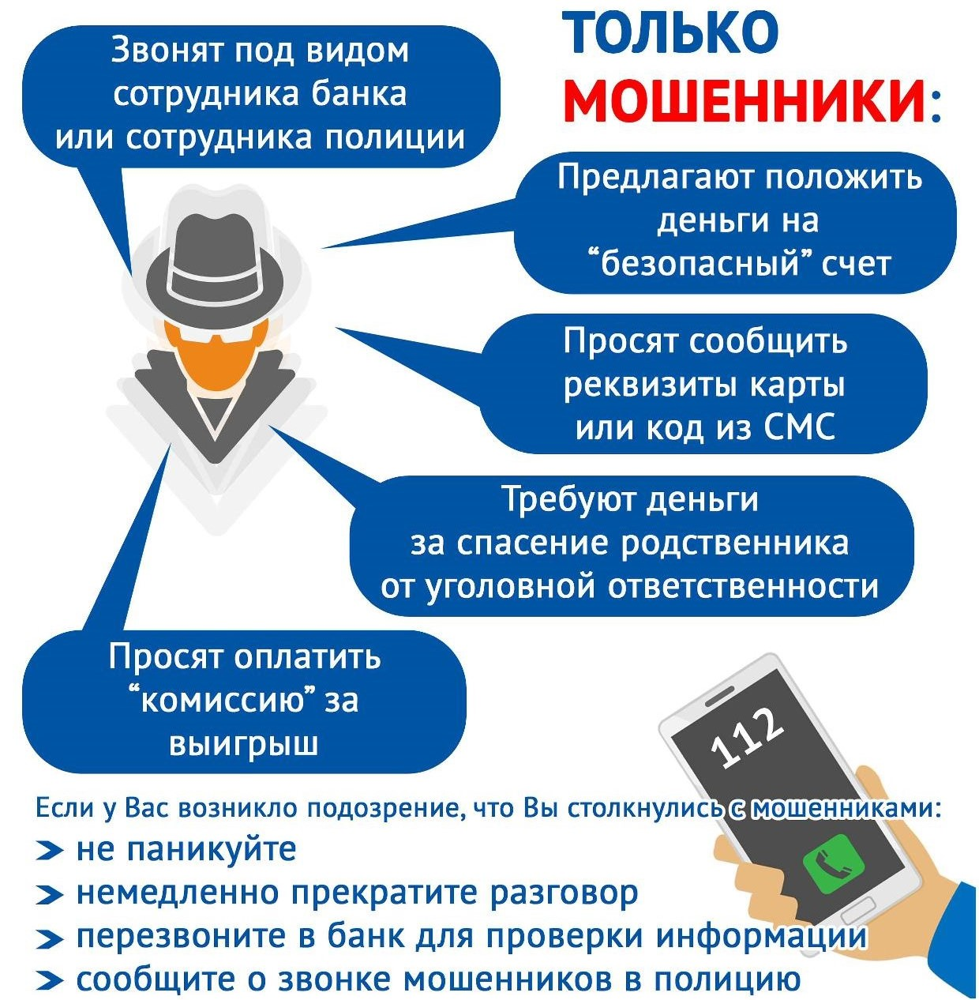 ТОЛЬКО
МОШЕННИКИ:
Звонят под видом
сотрудника банка
или сотрудника полиции
Предлагают положить
деньги на
“безопасный” счет
Просят сообщить
реквизиты карты
или код из СМС
Требуют деньги
за спасение родственника
от уголовной ответственности
Просят оплатить
“комиссию” за
выигрыш
112
Если у Вас возникло подозрение, что Вы столкнулись с мошенниками:
➢ не паникуйте
➢ немедленно прекратите разговор
➢ перезвоните в банк для проверки информации
➢ сообщите о звонке мошенников в полицию